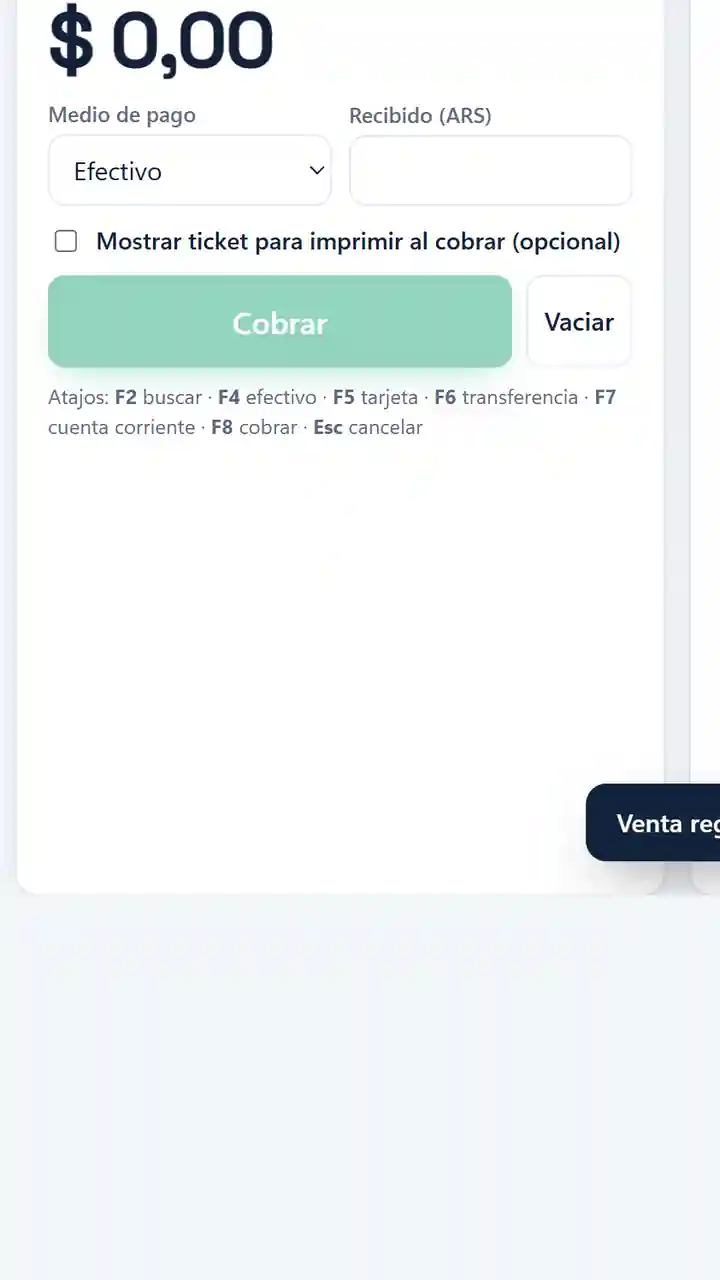 $ 0,00
Medio de pago
Recibido (ARS)
Efectivo
Mostrar ticket para imprimir al cobrar (opcional)
Cobrar
Vaciar
Atajos: F2 buscar · F4 efectivo · F5 tarjeta · F6 transferencia · F7
cuenta corriente · F8 cobrar · Esc cancelar
Venta reg